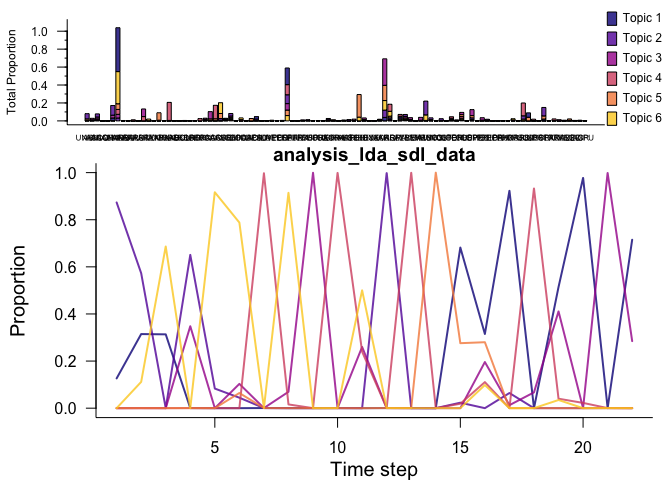 Total Proportion
1.0
0.8
0.6
0.4
0.2
0.0
Topic 1
Topic 2
Topic 3
Topic 4
Topic 5
Topic 6
analysis_lda_sdl_data
Proportion
1.0
0.8
0.6
0.4
0.2
0.0
5
10
15
20
Time step